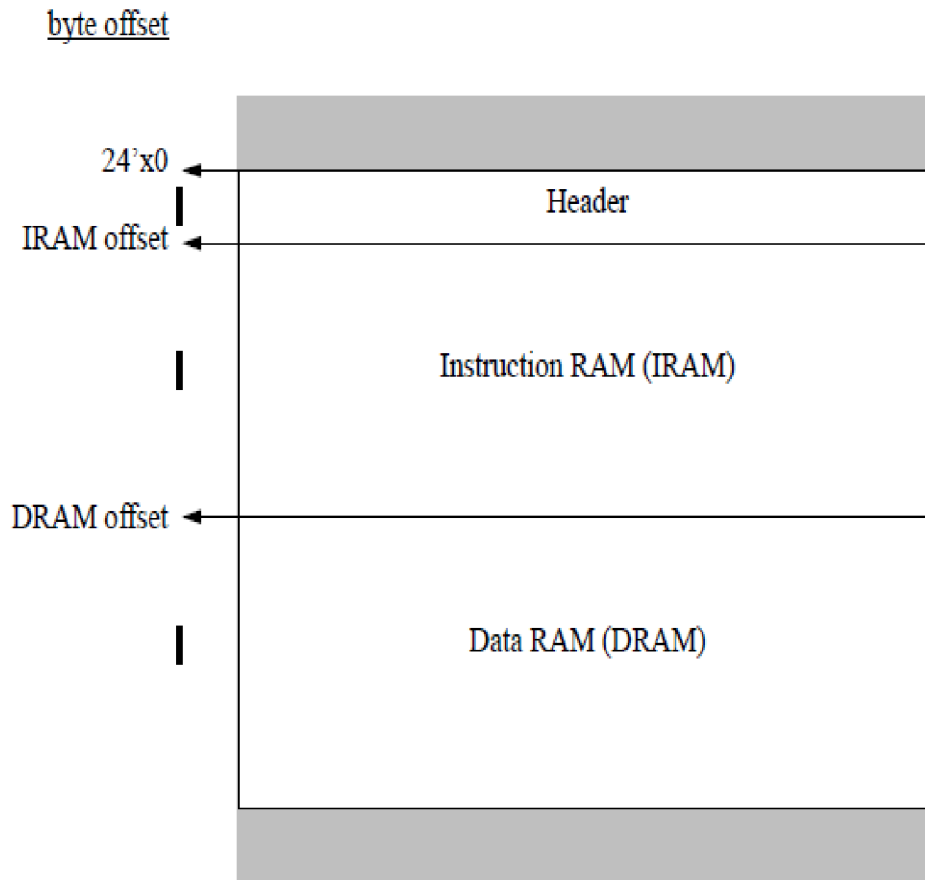 byte offset
24’x0
Header
IRAM offset
Instruction RAM (IRAM)
DRAM offset
Data RAM (DRAM)